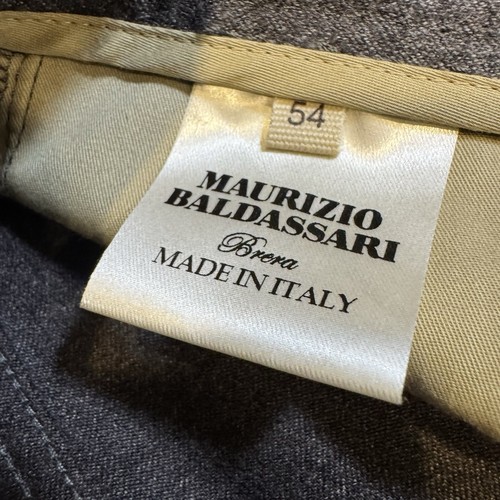 54
MAURIZIO
BALDASSARI
Brera
MADE IN ITALY